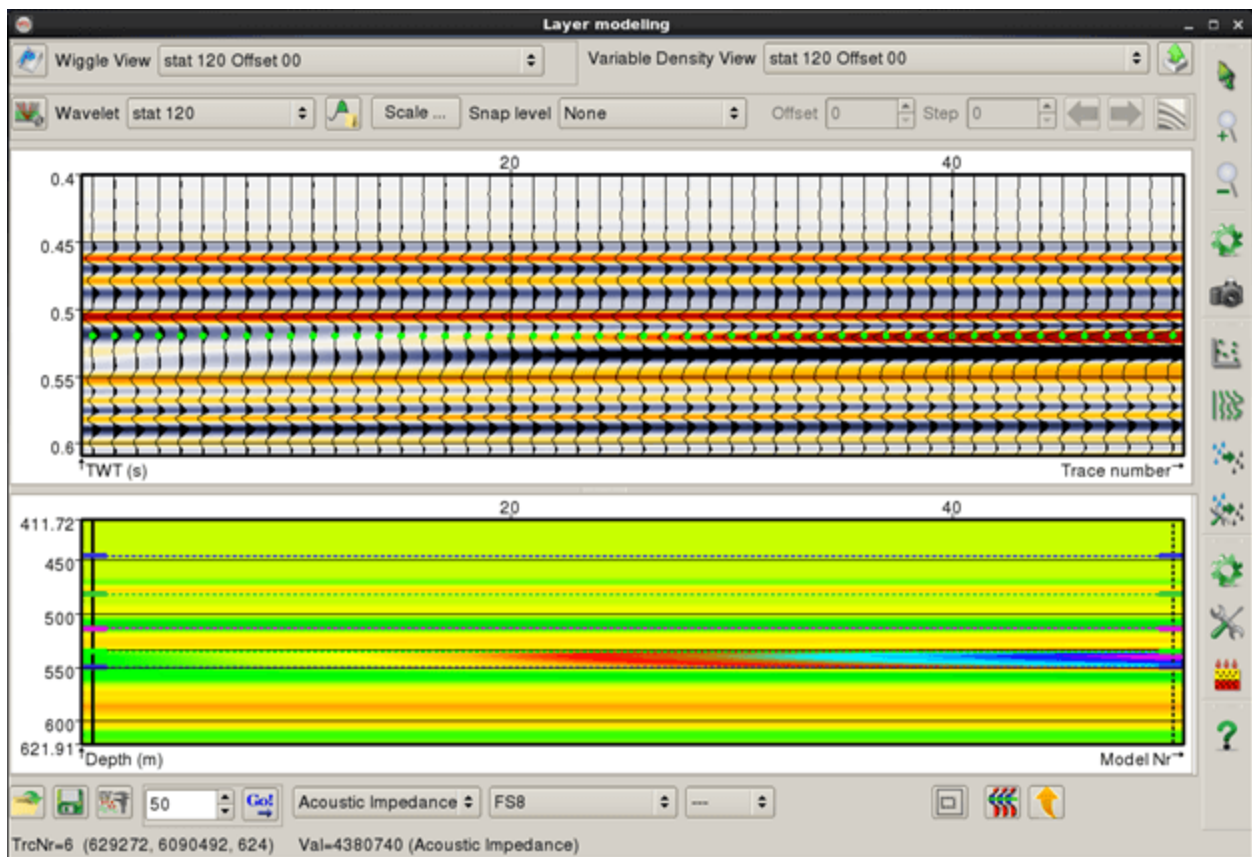 Layer modeling
Wiggle View stat 120 Offset 00 Variable Density View stat 120 Offset 00
Wavelet stat 120 Scale ... Snap level None Offset 0 Step 0
20 40
0.4
0.45
0.5
0.55
0.6
TWT (s) Trace number
20 40
411.72
450
500
550
600
621.91
Depth (m) Model Nr
50 Go! Acoustic Impedance FS8 ---
TrcNr=6 (629272, 6090492, 624) Val=4380740 (Acoustic Impedance)